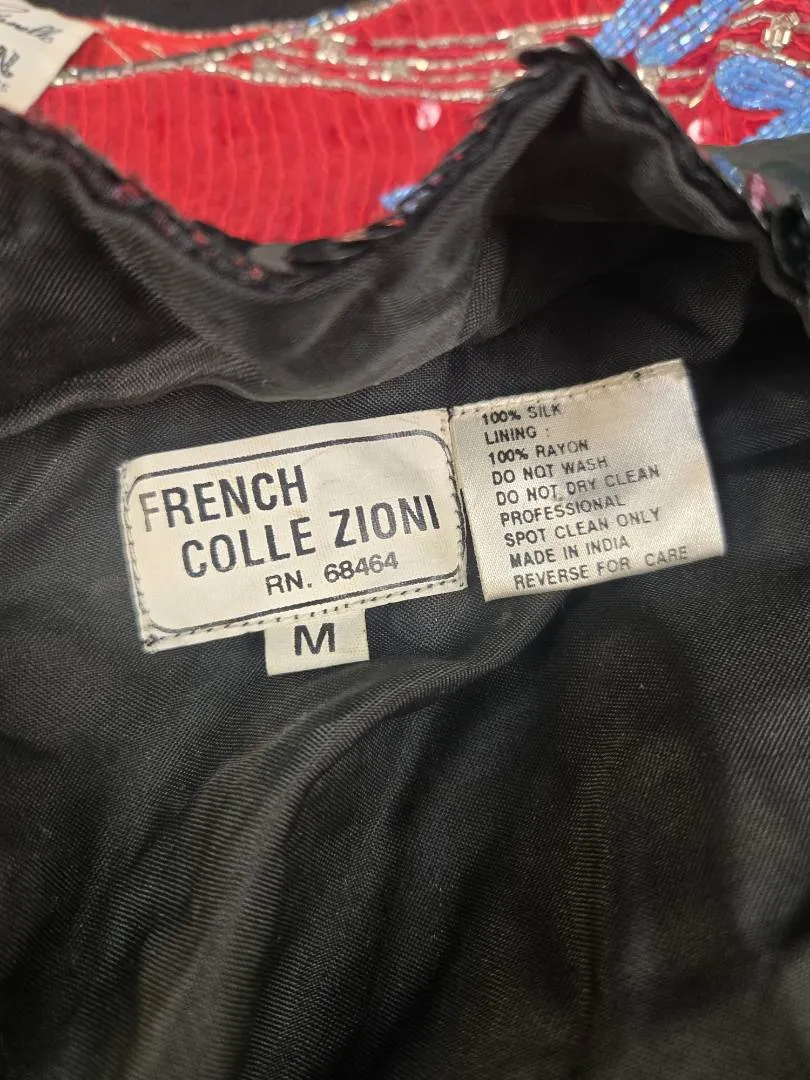 FRENCH
COLLE ZIONI
RN. 68464
M
100% SILK
LINING :
100% RAYON
DO NOT WASH
DO NOT DRY CLEAN
PROFESSIONAL
SPOT CLEAN ONLY
MADE IN INDIA
REVERSE FOR CARE